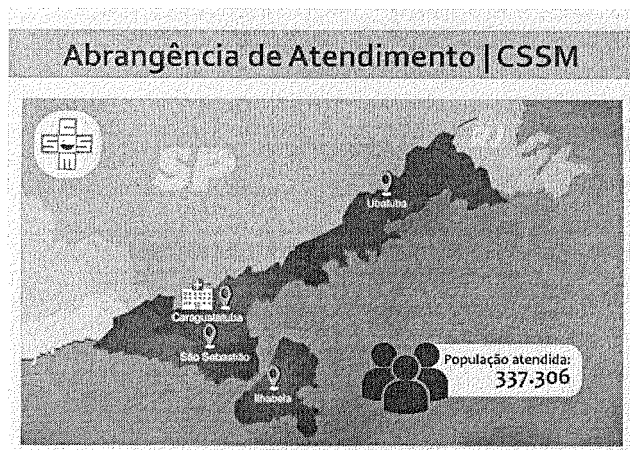 Abrangência de Atendimento | CSSM
SP
Ubatuba
Caraguatatuba
São Sebastião
Ilhabela
População atendida:
337.306